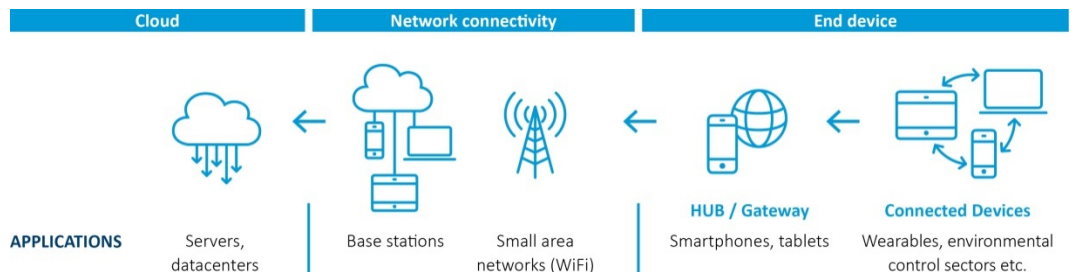 Cloud
Network connectivity
End device
HUB / Gateway
Connected Devices
APPLICATIONS
Servers,
datacenters
Base stations
Small area
networks (WiFi)
Smartphones, tablets
Wearables, environmental
control sectors etc.